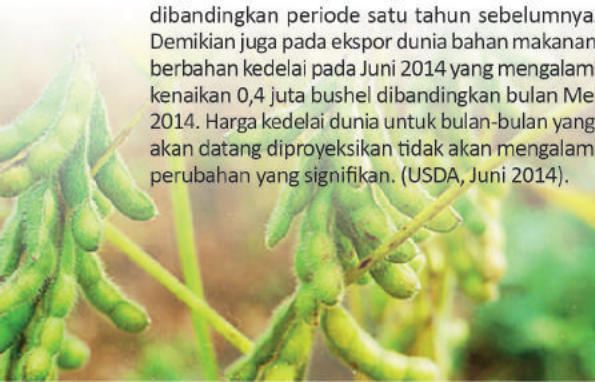 dibandingkan periode satu tahun sebelumnya.
Demikian juga pada ekspor dunia bahan makanan
berbahan kedelai pada Juni 2014 yang mengalam
kenaikan 0,4 juta bushel dibandingkan bulan Me
2014. Harga kedelai dunia untuk bulan-bulan yang
akan datang diproyeksikan tidak akan mengalam
perubahan yang signifikan. (USDA, Juni 2014).